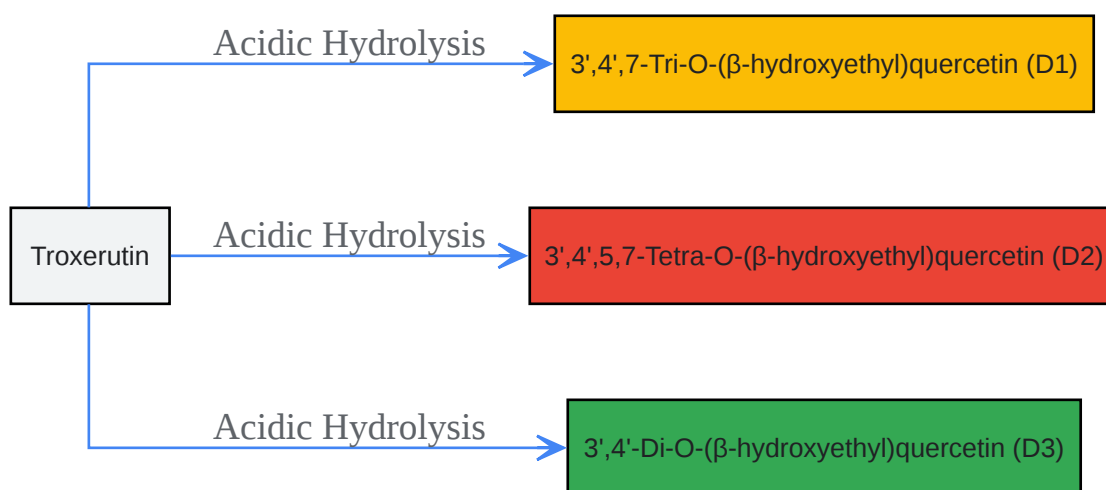 Acidic Hydrolysis
3',4',7-Tri-O-(β-hydroxyethyl)quercetin (D1)
Troxerutin
Acidic Hydrolysis
3',4',5,7-Tetra-O-(β-hydroxyethyl)quercetin (D2)
Acidic Hydrolysis
3',4'-Di-O-(β-hydroxyethyl)quercetin (D3)